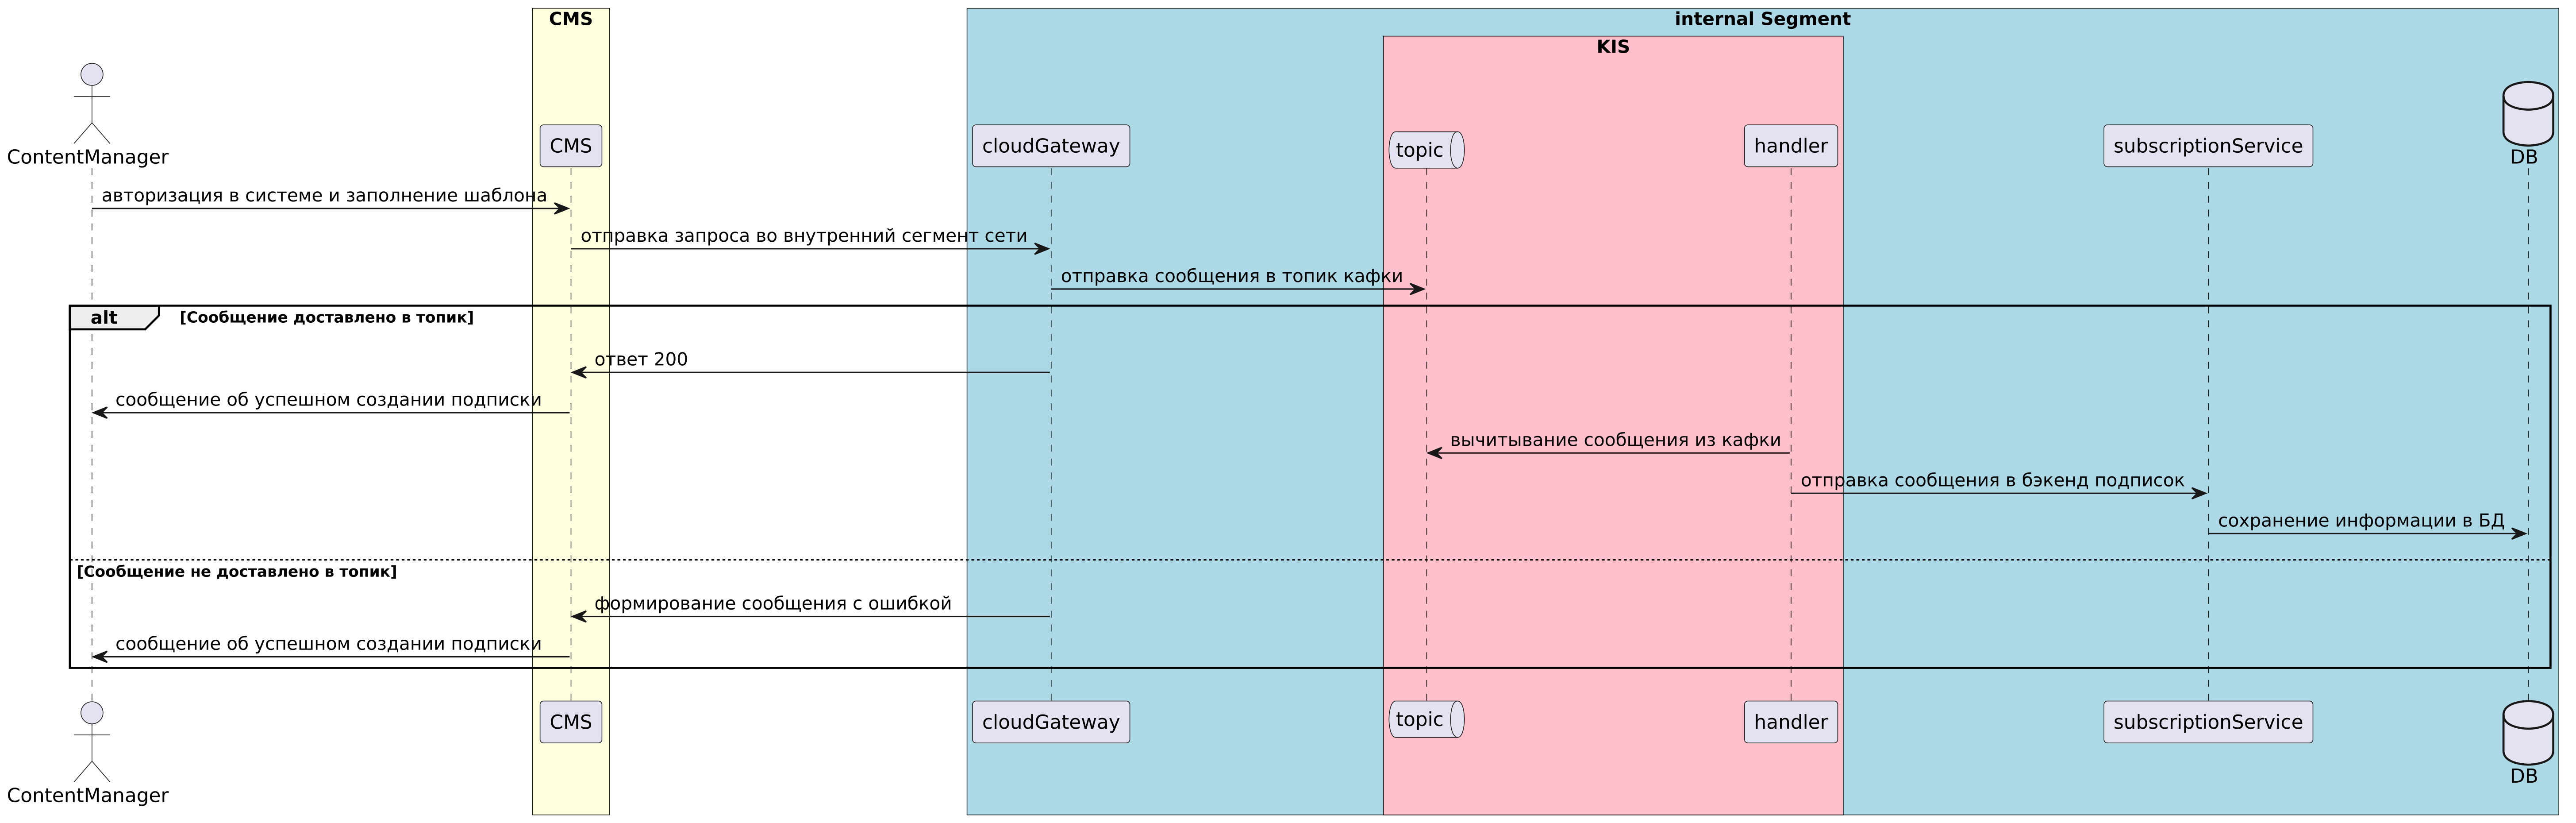 CMS
internal Segment
KIS
ContentManager
CMS
cloudGateway
topic
handler
subscriptionService
DB
авторизация в системе и заполнение шаблона
отправка запроса во внутренний сегмент сети
отправка сообщения в топик кафки
alt
[Сообщение доставлено в топик]
ответ 200
сообщение об успешном создании подписки
вычитывание сообщения из кафки
отправка сообщения в бэкенд подписок
сохранение информации в БД
[Сообщение не доставлено в топик]
формирование сообщения с ошибкой
сообщение об успешном создании подписки
ContentManager
CMS
cloudGateway
topic
handler
subscriptionService
DB